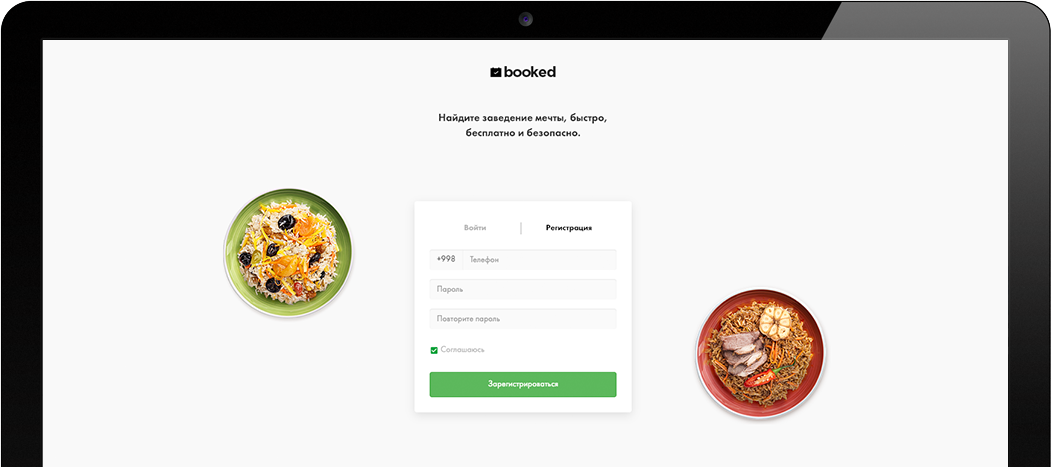 booked
Найдите заведение мечты, быстро,
бесплатно и безопасно.
Войти | Регистрация
+998 Телефон
Пароль
Повторите пароль
Соглашаюсь
Зарегистрироваться